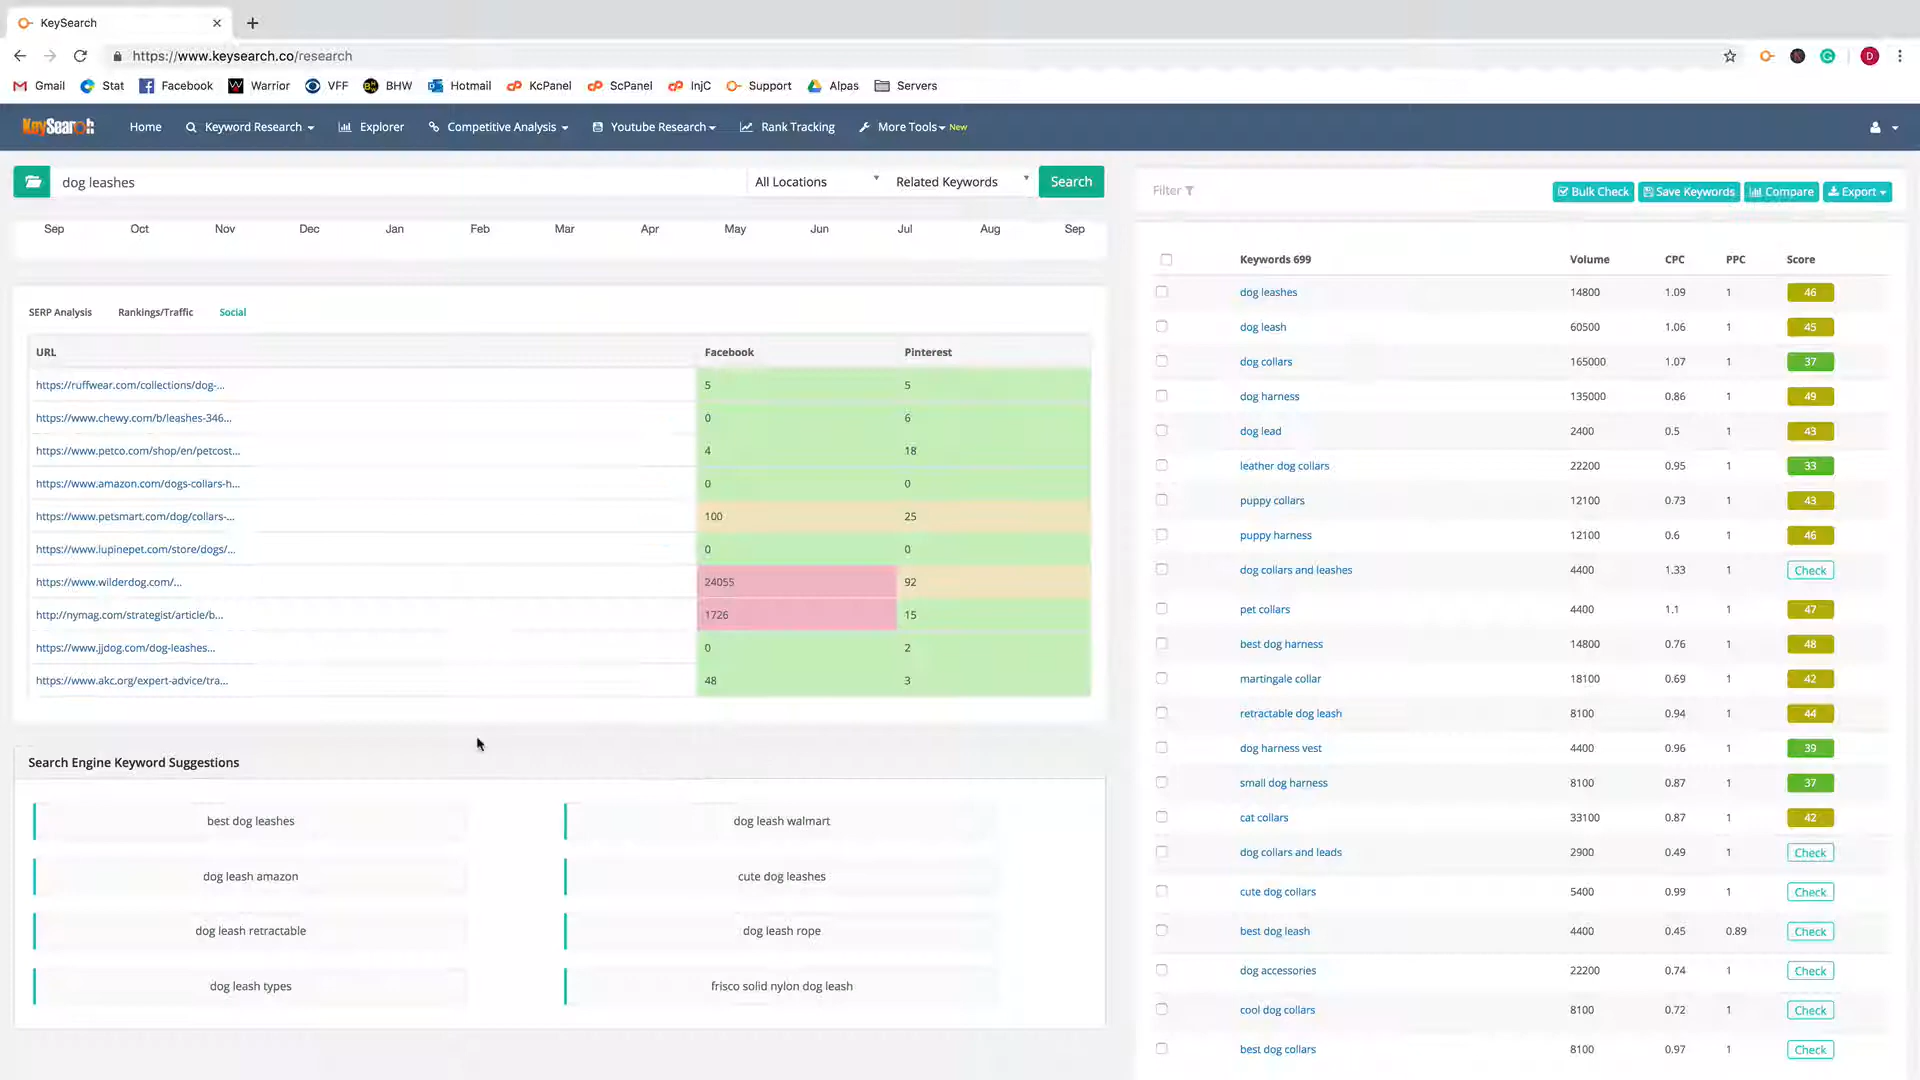 KeySearch
https://www.keysearch.co/research
D
Gmail Stat Facebook Warrior VFF BHW Hotmail KcPanel ScPanel InjC Support Alpas Servers
KeySearch Home Keyword Research Explorer Competitive Analysis Youtube Research Rank Tracking More Tools New
dog leashes All Locations Related Keywords Search
Sep Oct Nov Dec Jan Feb Mar Apr May Jun Jul Aug Sep
SERP Analysis Rankings/Traffic Social
URL Facebook Pinterest
https://ruffwear.com/collections/dog-... 5 5
https://www.chewy.com/b/leashes-346... 0 6
https://www.petco.com/shop/en/petcost... 4 18
https://www.amazon.com/dogs-collars-h... 0 0
https://www.petsmart.com/dog/collars-... 100 25
https://www.lupinepet.com/store/dogs/... 0 0
https://www.wilderdog.com/... 24055 92
http://nymag.com/strategist/article/b... 1726 15
https://www.jjdog.com/dog-leashes... 0 2
https://www.akc.org/expert-advice/tra... 48 3
Search Engine Keyword Suggestions
best dog leashes dog leash walmart
dog leash amazon cute dog leashes
dog leash retractable dog leash rope
dog leash types frisco solid nylon dog leash
Filter Bulk Check Save Keywords Compare Export
Keywords 699 Volume CPC PPC Score
dog leashes 14800 1.09 1 46
dog leash 60500 1.06 1 45
dog collars 165000 1.07 1 37
dog harness 135000 0.86 1 49
dog lead 2400 0.5 1 43
leather dog collars 22200 0.95 1 33
puppy collars 12100 0.73 1 43
puppy harness 12100 0.6 1 46
dog collars and leashes 4400 1.33 1 Check
pet collars 4400 1.1 1 47
best dog harness 14800 0.76 1 48
martingale collar 18100 0.69 1 42
retractable dog leash 8100 0.94 1 44
dog harness vest 4400 0.96 1 39
small dog harness 8100 0.87 1 37
cat collars 33100 0.87 1 42
dog collars and leads 2900 0.49 1 Check
cute dog collars 5400 0.99 1 Check
best dog leash 4400 0.45 0.89 Check
dog accessories 22200 0.74 1 Check
cool dog collars 8100 0.72 1 Check
best dog collars 8100 0.97 1 Check